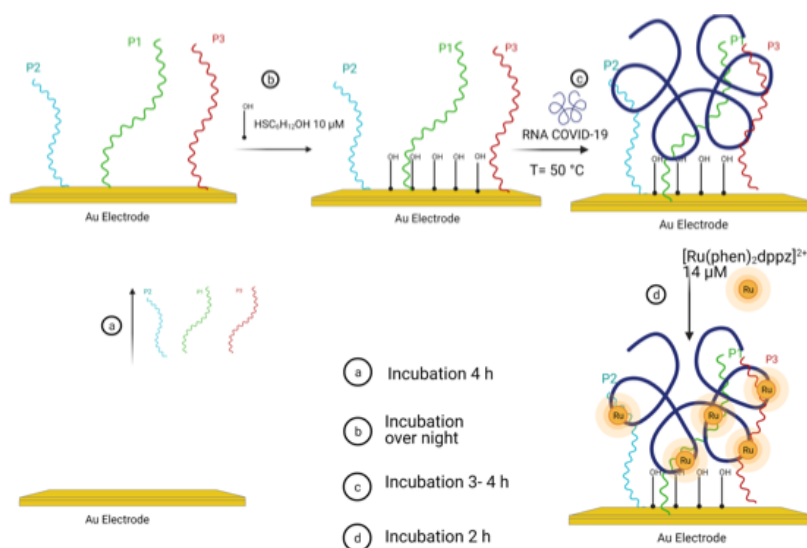 P2
P1
P3
Au Electrode
b
OH
HSC₆H₁₂OH 10 µM
P2
P1
P3
OH
OH
OH
OH
OH
Au Electrode
c
RNA COVID-19
T= 50 °C
P1
P3
P2
OH
OH
OH
OH
Au Electrode
a
P2
P1
P3
Au Electrode
a
Incubation 4 h
b
Incubation
over night
c
Incubation 3- 4 h
d
Incubation 2 h
[Ru(phen)₂dppz]²⁺
14 µM
Ru
d
P1
P3
P2
Ru
Ru
Ru
Ru
Ru
OH
OH
OH
OH
Au Electrode